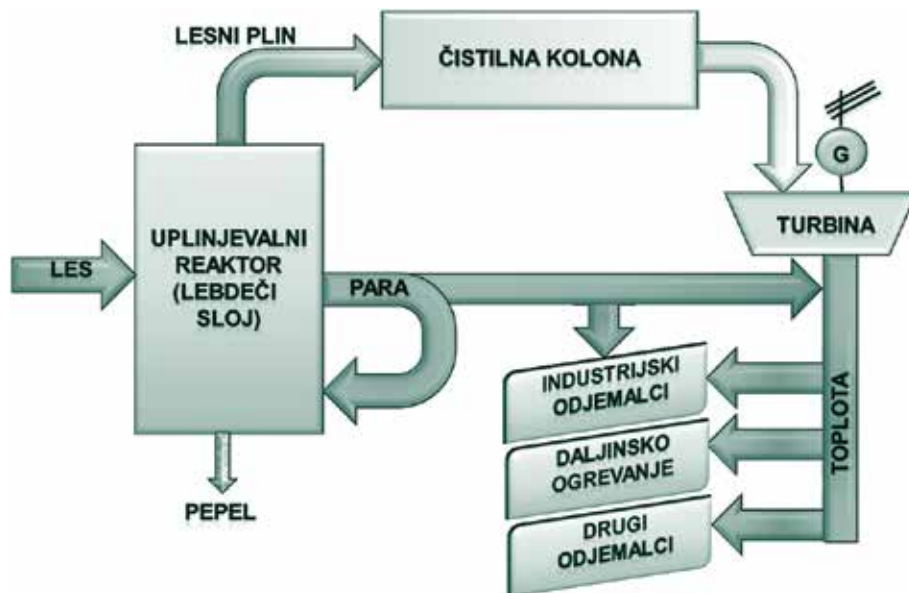 LESNI PLIN
ČISTILNA KOLONA
G
TURBINA
UPLINJEVALNI
REAKTOR
(LEBDEČI
SLOJ)
LES
PARA
INDUSTRIJSKI
ODJEMALCI
DALJINSKO
OGREVANJE
DRUGI
ODJEMALCI
TOPLOTA
PEPEL